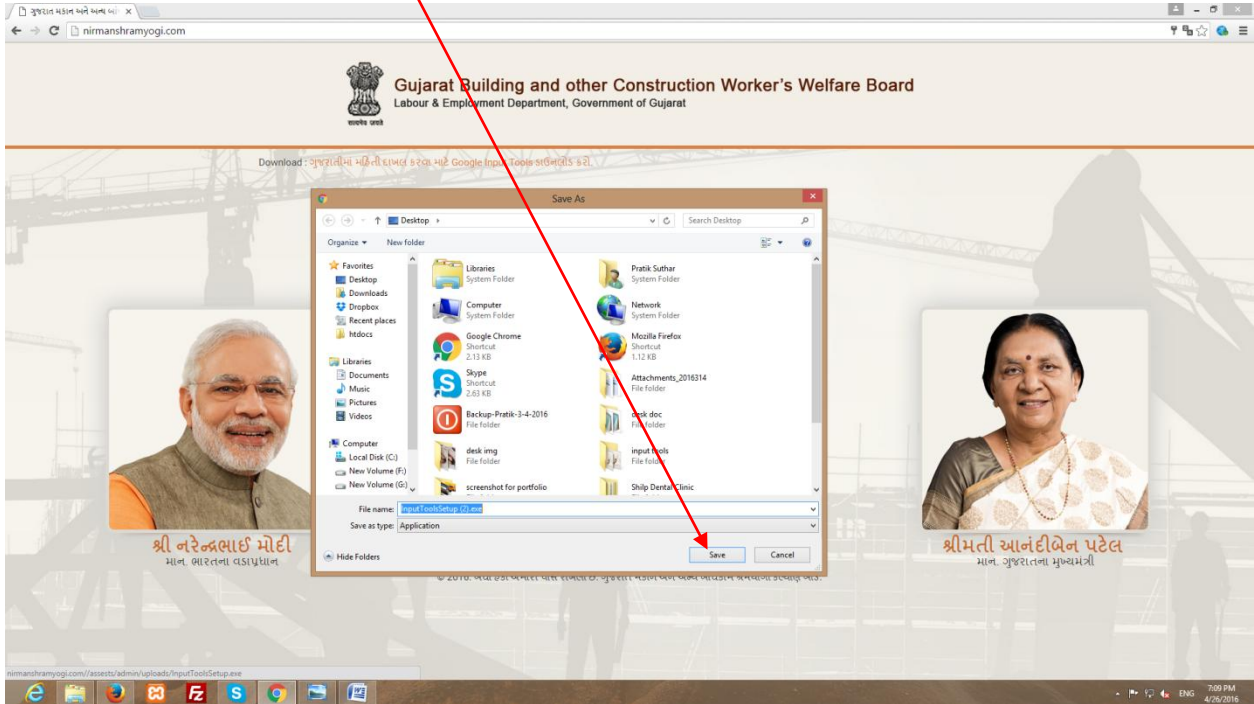 ગુજરાત મકાન અને અન્ય બાં
nirmanshramyogi.com
Gujarat Building and other Construction Worker's Welfare Board
Labour & Employment Department, Government of Gujarat
सत्यमेव जयते
Download : ગુજરાતીમાં માહિતી દાખલ કરવા માટે Google Input Tools ડાઉનલોડ કરો.
Save As
Desktop
Search Desktop
Organize
New folder
Favorites
Desktop
Downloads
Dropbox
Recent places
htdocs
Libraries
Documents
Music
Pictures
Videos
Computer
Local Disk (C:)
New Volume (F:)
New Volume (G:)
Libraries
System Folder
Pratik Suthar
System Folder
Computer
System Folder
Network
System Folder
Google Chrome
Shortcut
2.13 KB
Mozilla Firefox
Shortcut
1.12 KB
Skype
Shortcut
2.63 KB
Attachments_2016314
File folder
Backup-Pratik-3-4-2016
File folder
desk doc
File folder
desk img
File folder
input tools
File folder
screenshot for portfolio
Shilp Dental Clinic
File name: InputToolsSetup (2).exe
Save as type: Application
Hide Folders
Save
Cancel
શ્રી નરેન્દ્રભાઈ મોદી
માન. ભારતના વડાપ્રધાન
શ્રીમતી આનંદીબેન પટેલ
માન. ગુજરાતના મુખ્યમંત્રી
© 2016.
nirmanshramyogi.com//assests/admin/uploads/InputToolsSetup.exe
ENG
7:09 PM
4/26/2016